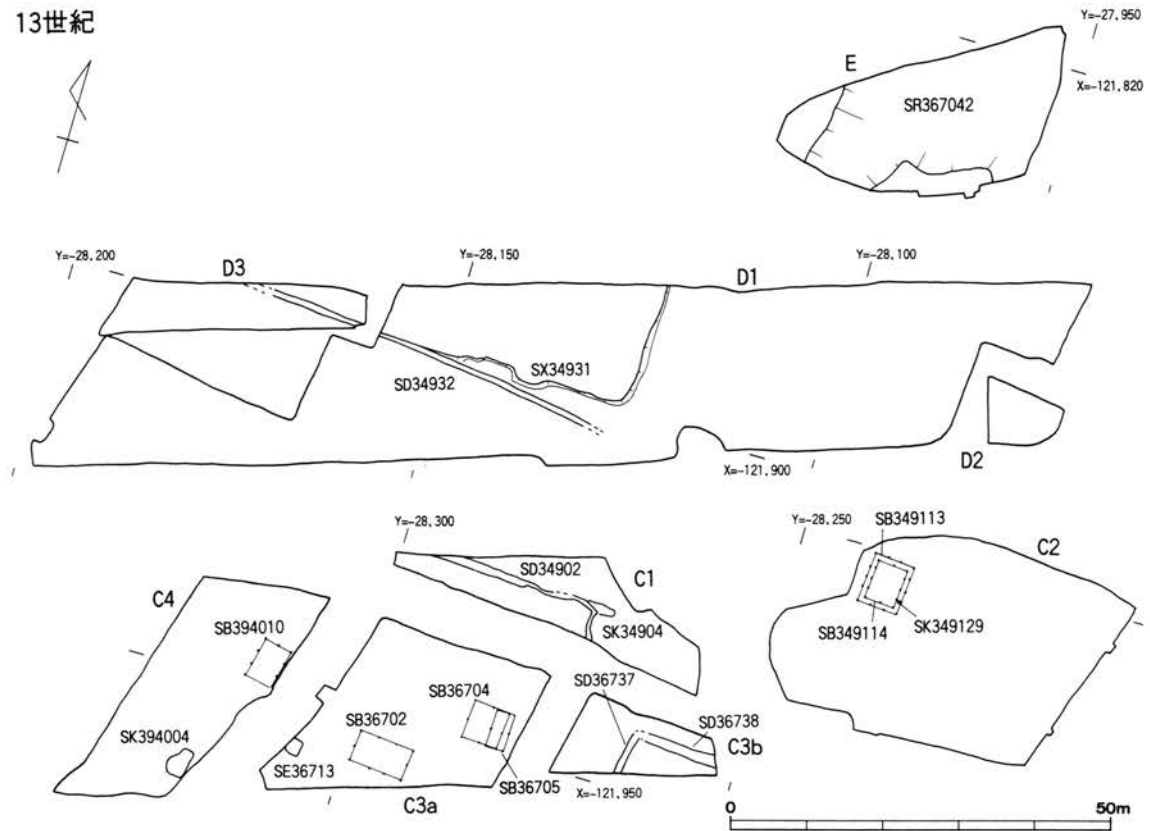 13世紀
Y=-27,950
E
X=-121,820
SR367042
Y=-28,200
D3
Y=-28,150
D1
Y=-28,100
SX34931
SD34932
D2
X=-121,900
Y=-28,300
Y=-28,250
SB349113
C2
SD34902
C1
C4
SK34904
SB394010
SB349114
SK349129
SD36737
SB36704
SD36738
SB36702
SK394004
C3b
SE36713
SB36705
X=-121,950
C3a
0
50m